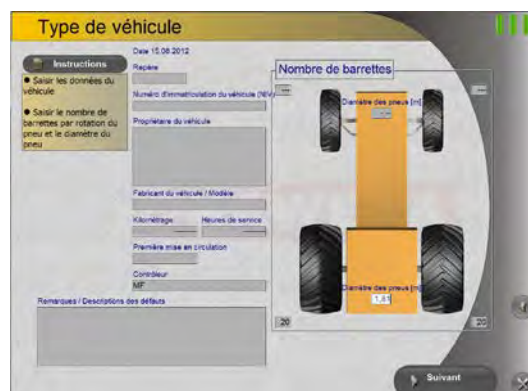 Type de véhicule
Instructions
● Saisir les données du
véhicule
● Saisir le nombre de
barrettes par rotation du
pneu et le diamètre du
pneu
Date 15.08.2012
Repère
Numéro d'immatriculation du véhicule
Propriétaire du véhicule
Fabricant du véhicule / Modèle
Kilométrage
Heures de service
Première mise en circulation
Contrôleur
MF
Remarques / Descriptions des défauts
Nombre de barrettes
Diamètre des pneus [m]
Diamètre des pneus [m]
1,81
20
20
Suivant